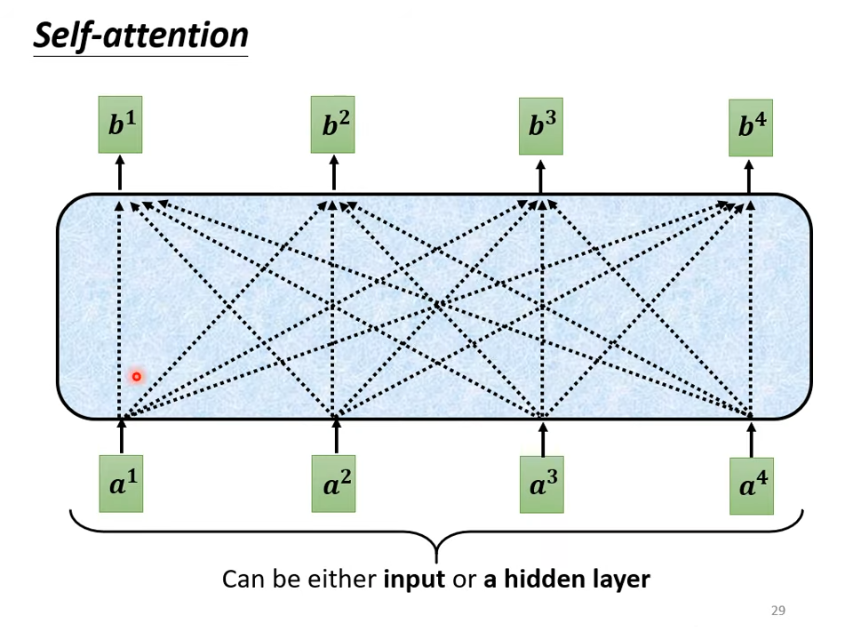 Self-attention
b¹ b² b³ b⁴
a¹ a² a³ a⁴
Can be either input or a hidden layer
29